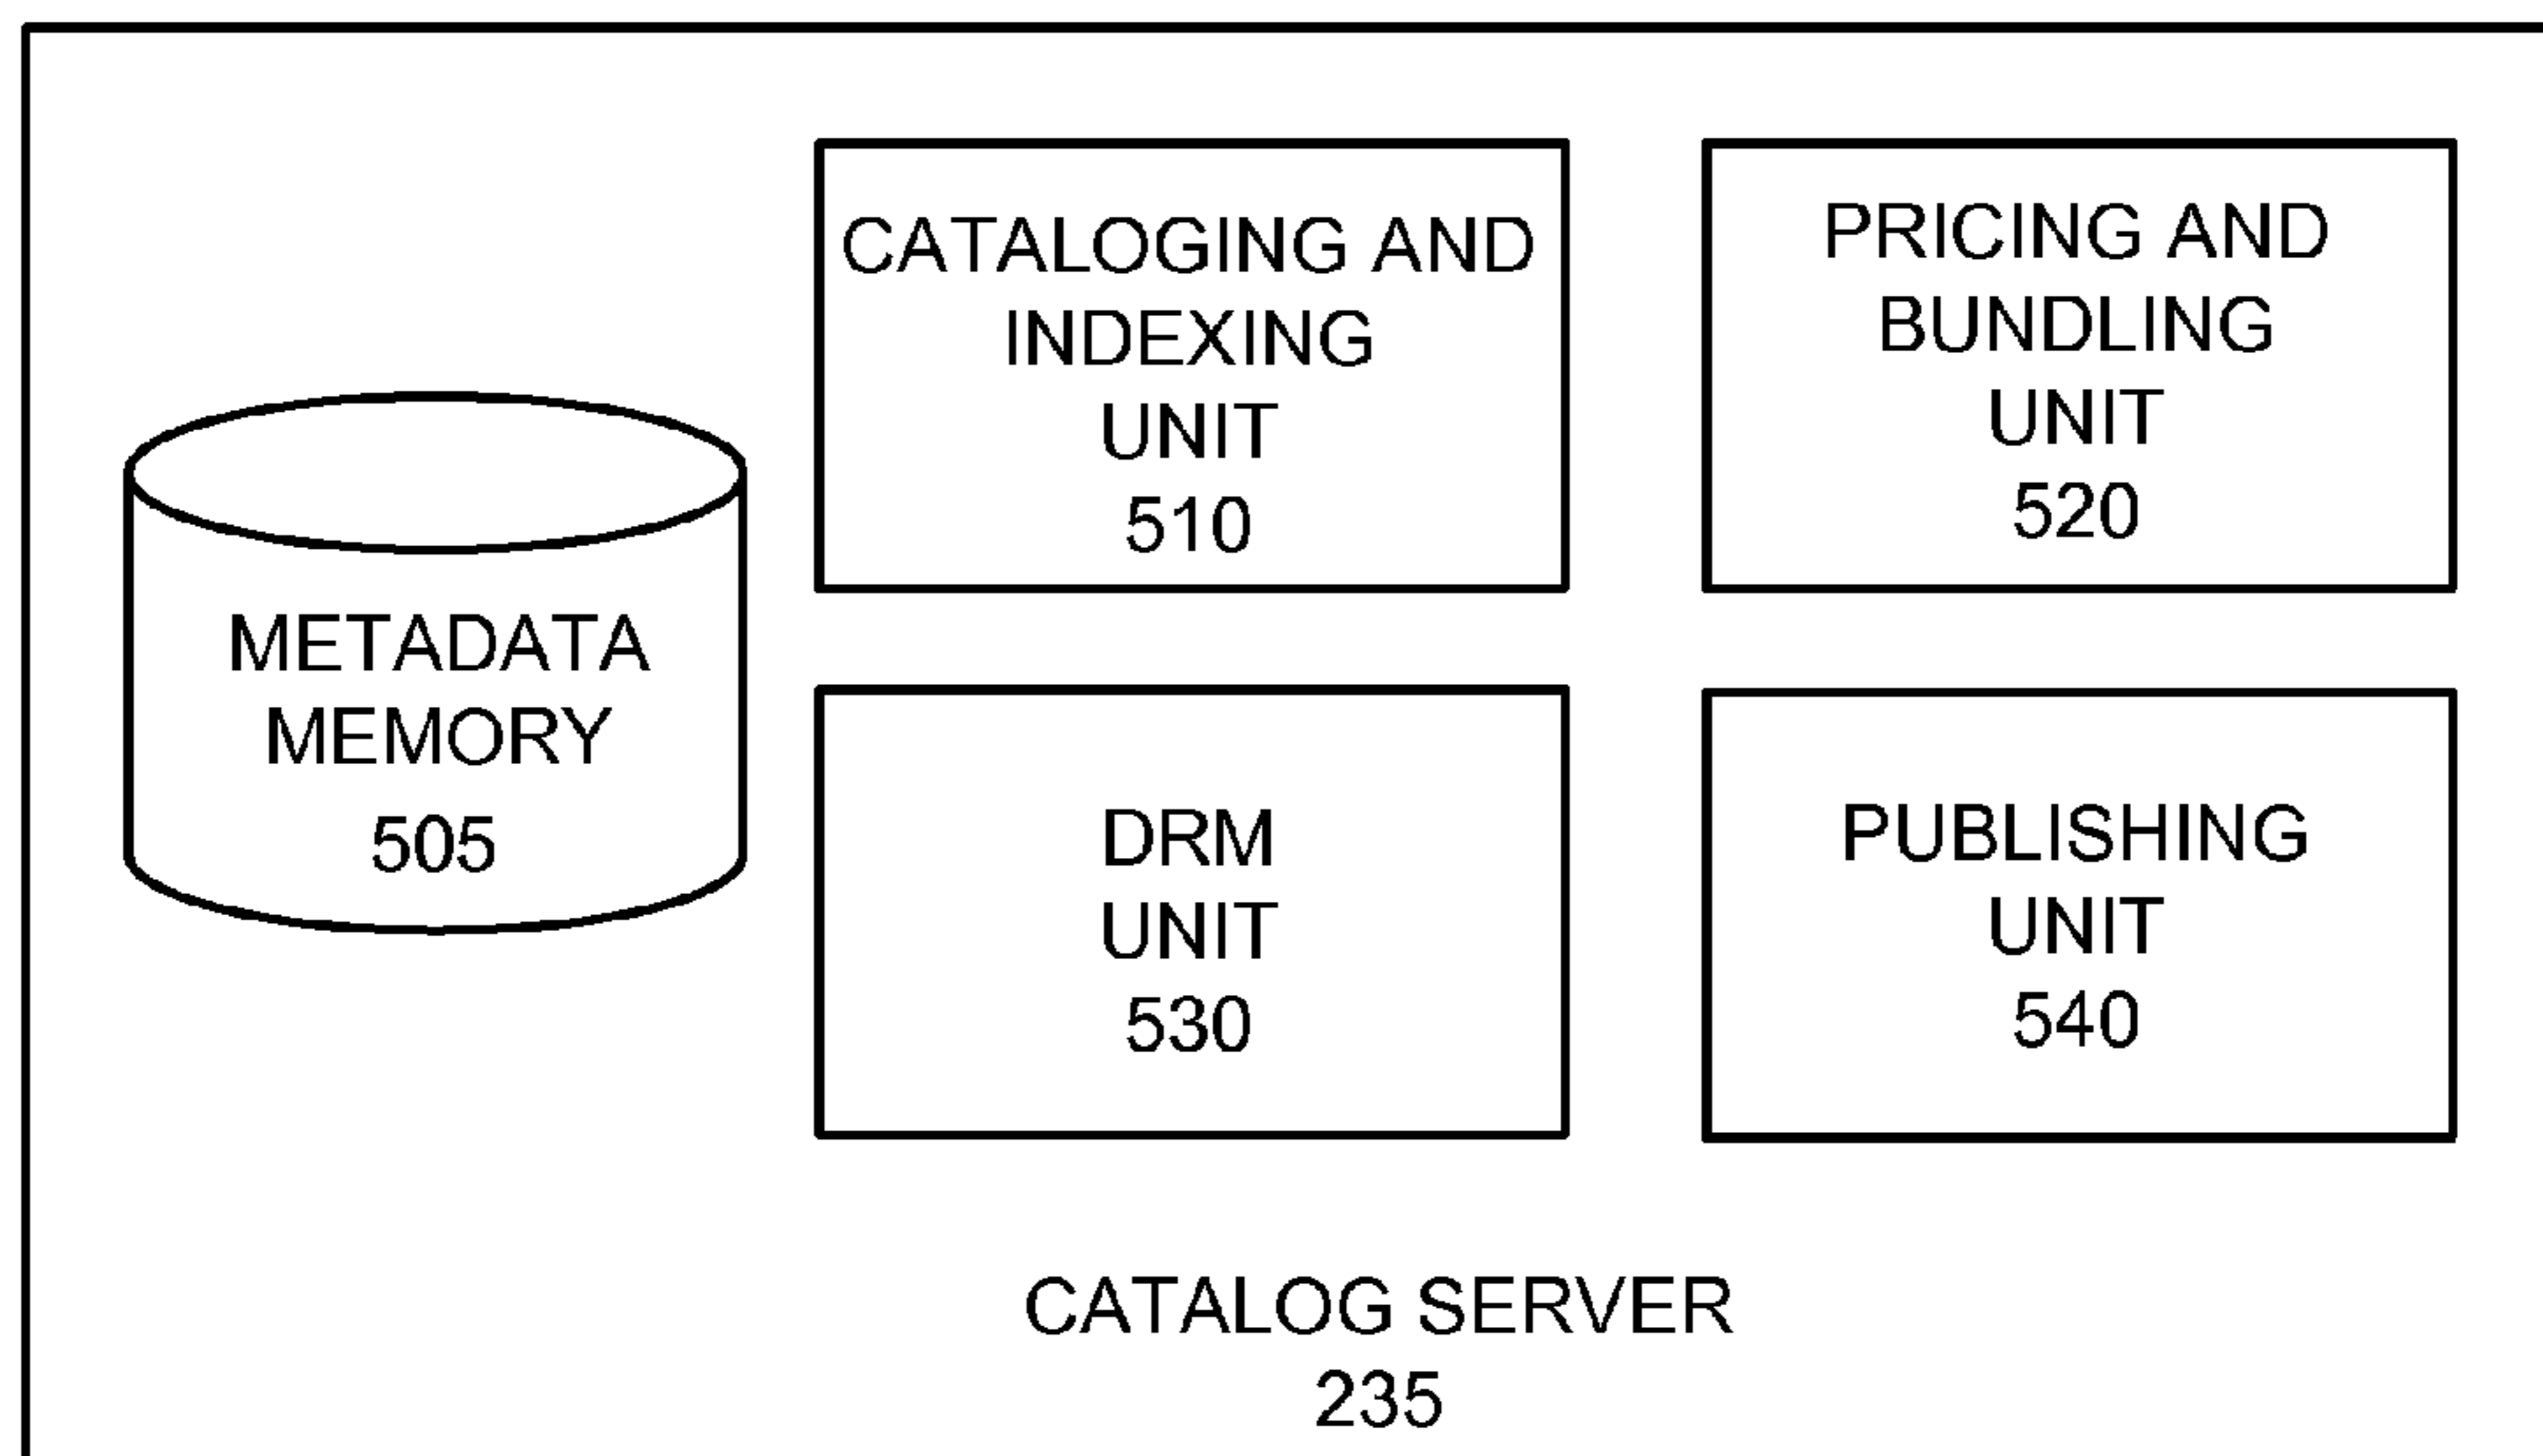 CATALOGING AND
INDEXING
UNIT
510
PRICING AND
BUNDLING
UNIT
520
METADATA
MEMORY
505
DRM
UNIT
530
PUBLISHING
UNIT
540
CATALOG SERVER
235